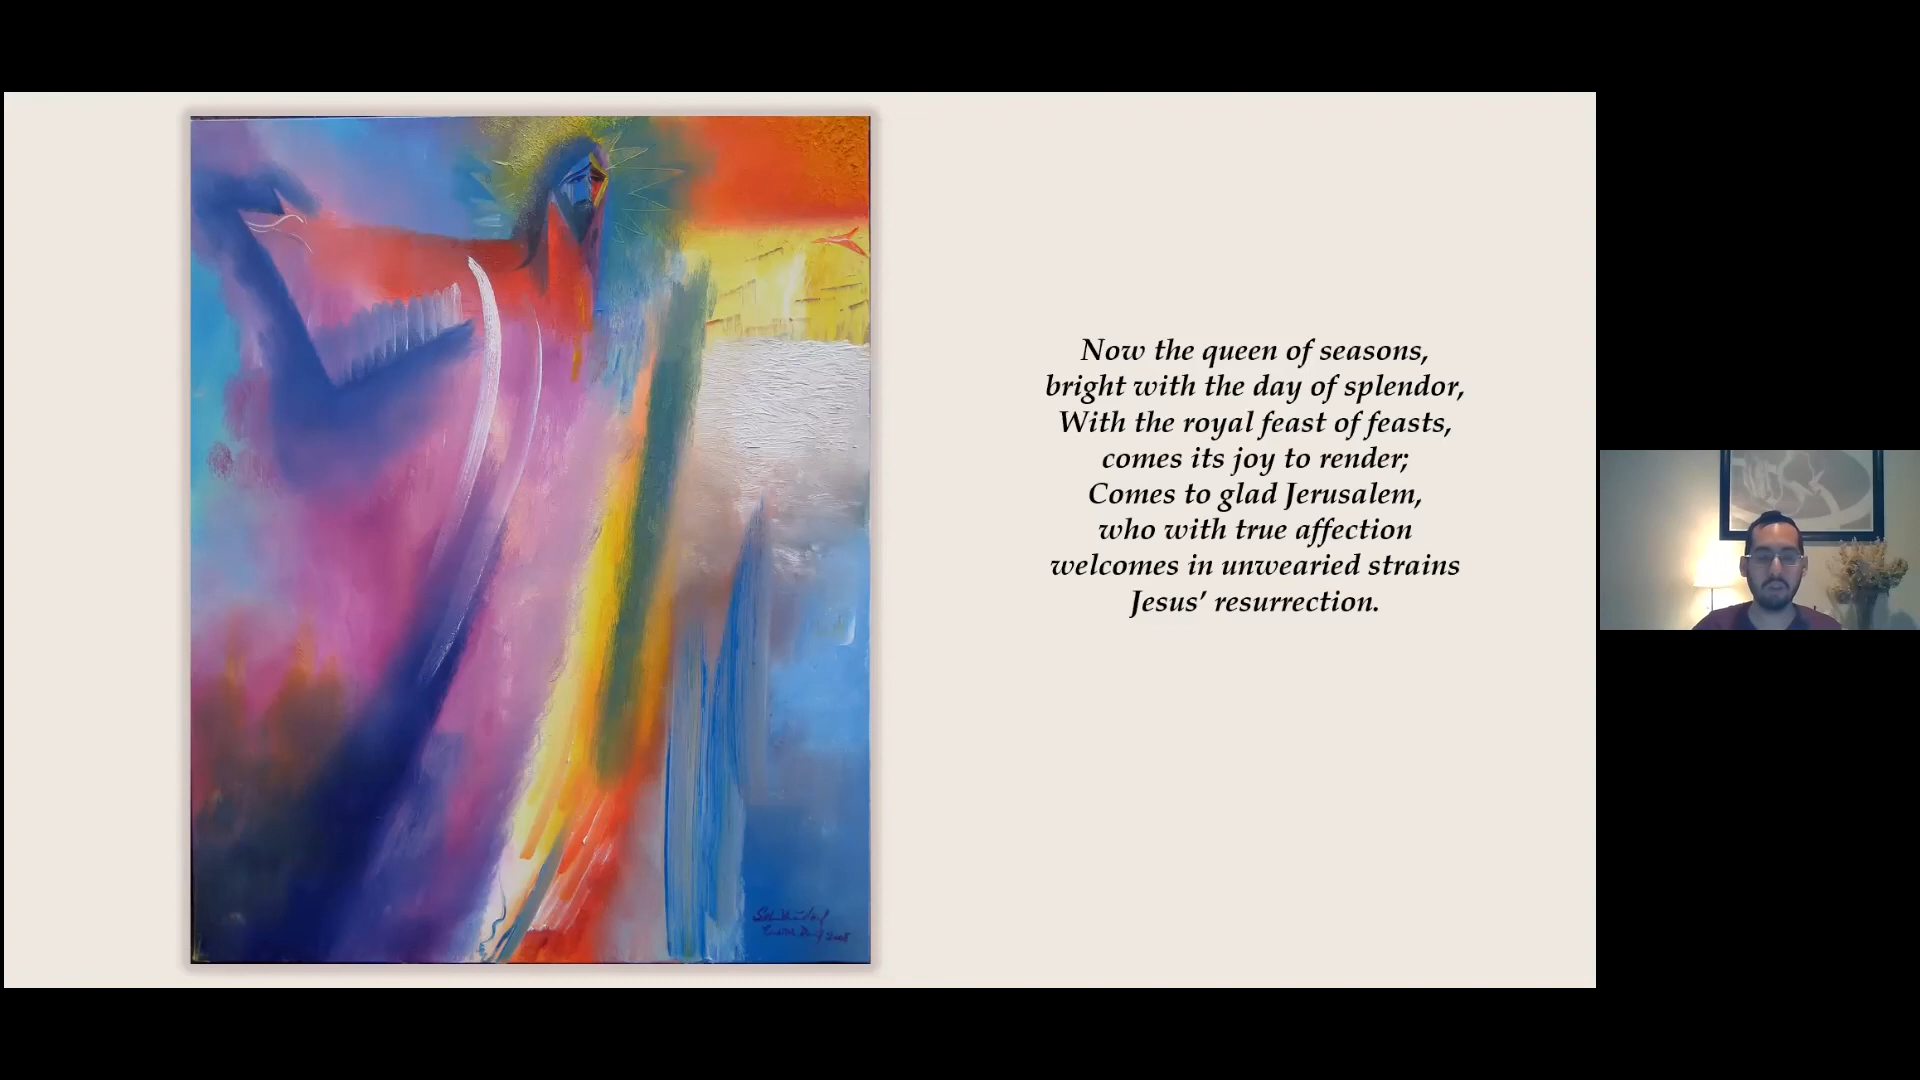 Now the queen of seasons,
bright with the day of splendor,
With the royal feast of feasts,
comes its joy to render;
Comes to glad Jerusalem,
who with true affection
welcomes in unwearied strains
Jesus’ resurrection.